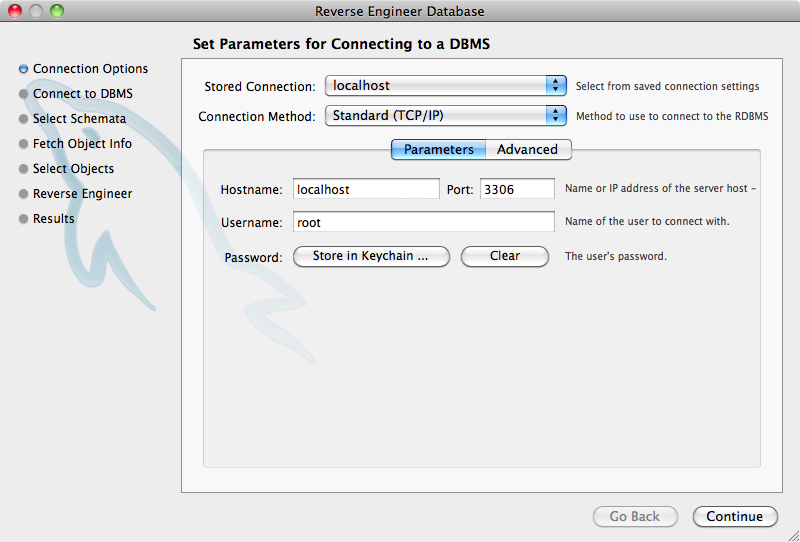 Reverse Engineer Database
Set Parameters for Connecting to a DBMS
Connection Options
Connect to DBMS
Select Schemata
Fetch Object Info
Select Objects
Reverse Engineer
Results
Stored Connection: localhost Select from saved connection settings
Connection Method: Standard (TCP/IP) Method to use to connect to the RDBMS
Parameters Advanced
Hostname: localhost Port: 3306 Name or IP address of the server host –
Username: root Name of the user to connect with.
Password: Store in Keychain ... Clear The user's password.
Go Back Continue